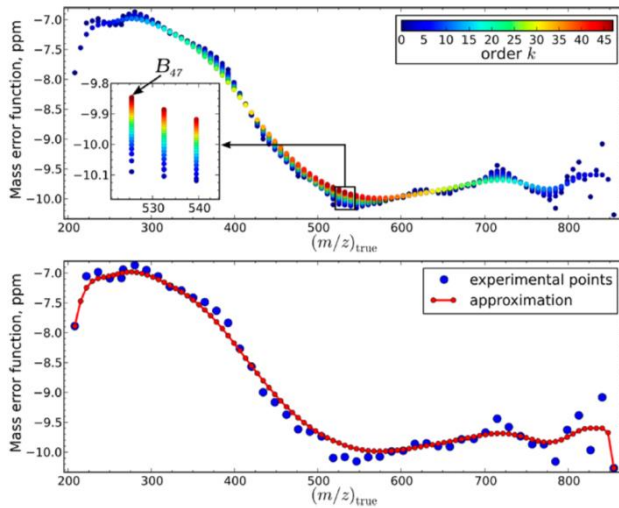 Mass error function, ppm
-7.0
-7.5
-8.0
-8.5
-9.0
-9.5
-10.0
0 5 10 15 20 25 30 35 40 45
order k
B47
-9.8
-9.9
-10.0
-10.1
530 540
200 300 400 500 600 700 800
(m/z)true
Mass error function, ppm
-7.0
-7.5
-8.0
-8.5
-9.0
-9.5
-10.0
experimental points
approximation
200 300 400 500 600 700 800
(m/z)true